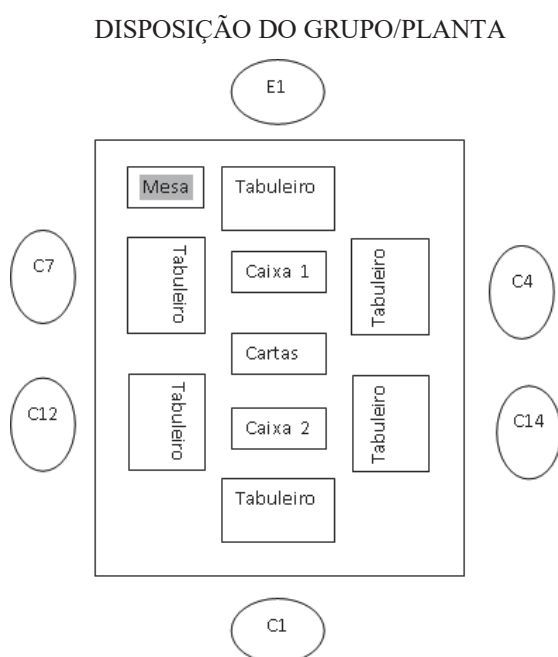 DISPOSIÇÃO DO GRUPO/PLANTA
E1
Mesa
Tabuleiro
C7
Tabuleiro
Caixa 1
Tabuleiro
C4
Cartas
C12
Tabuleiro
Caixa 2
Tabuleiro
C14
Tabuleiro
C1